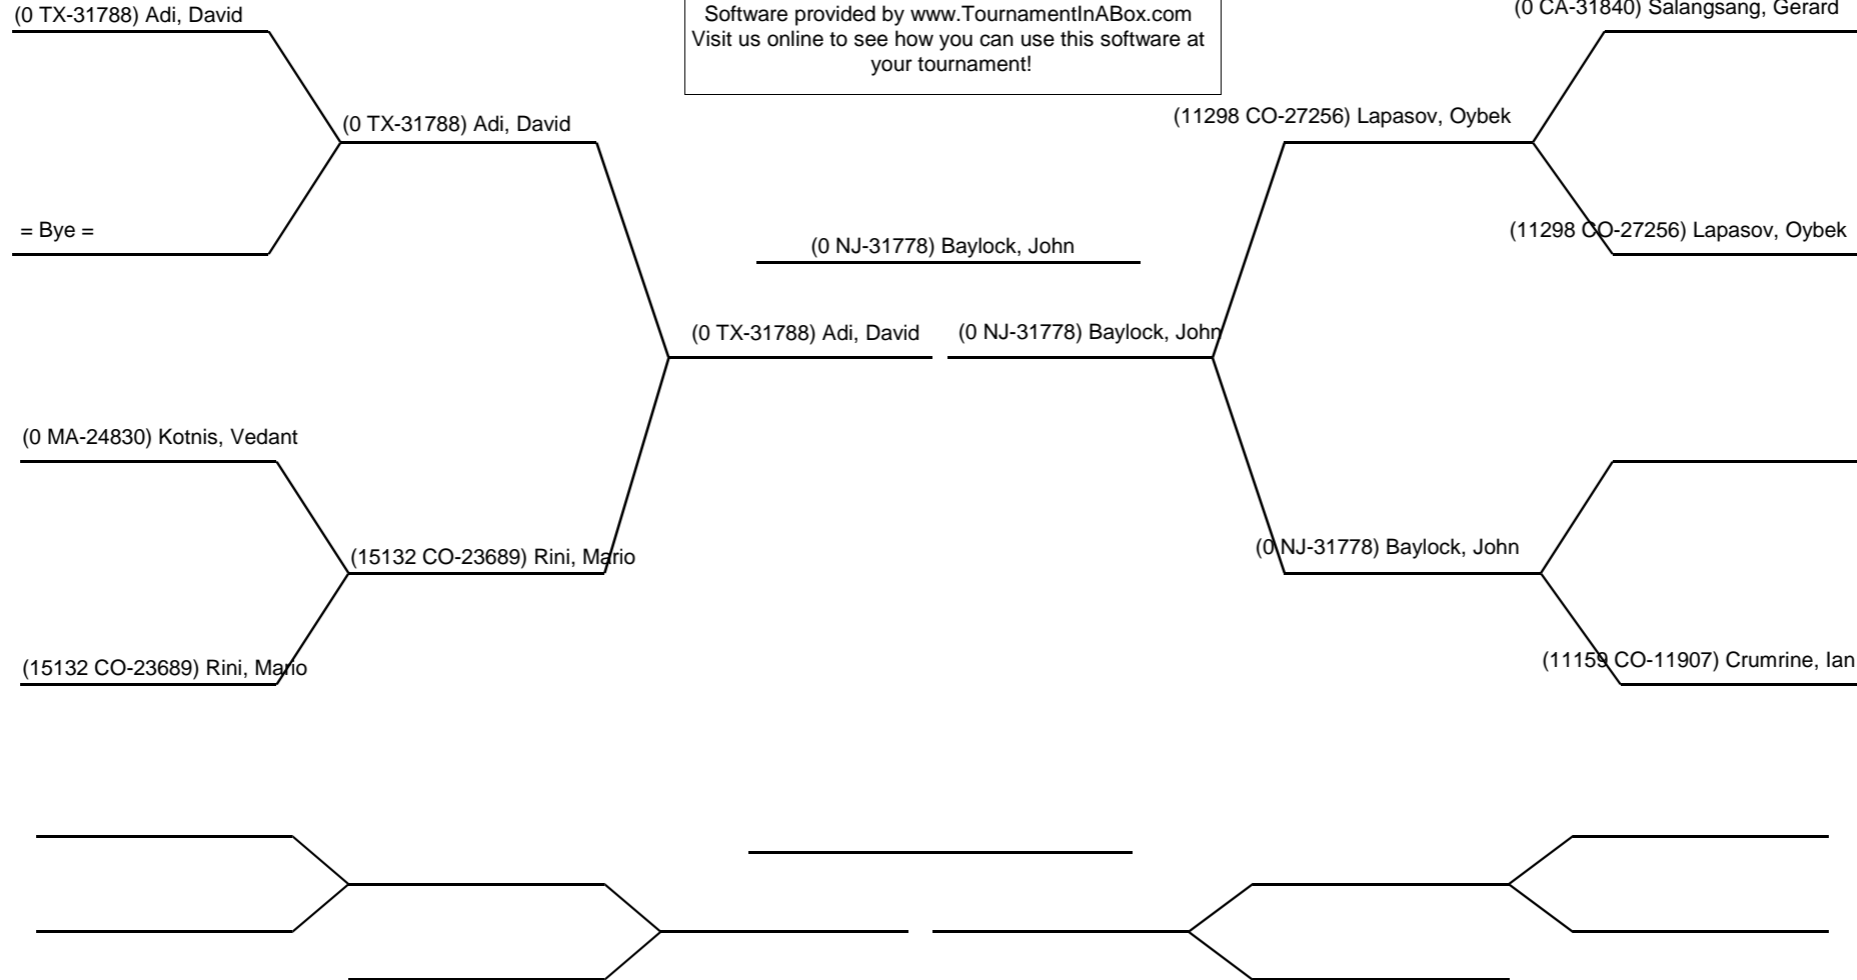 (0 TX-31788) Adi, David
Software provided by www.TournamentInABox.com
Visit us online to see how you can use this software at
your tournament!
(0 CA-31840) Salangsang, Gerard
(0 TX-31788) Adi, David
(11298 CO-27256) Lapasov, Oybek
= Bye =
(0 NJ-31778) Baylock, John
(11298 CO-27256) Lapasov, Oybek
(0 TX-31788) Adi, David
(0 NJ-31778) Baylock, John
(0 MA-24830) Kotnis, Vedant
(15132 CO-23689) Rini, Mario
(0 NJ-31778) Baylock, John
(15132 CO-23689) Rini, Mario
(11159 CO-11907) Crumrine, Ian